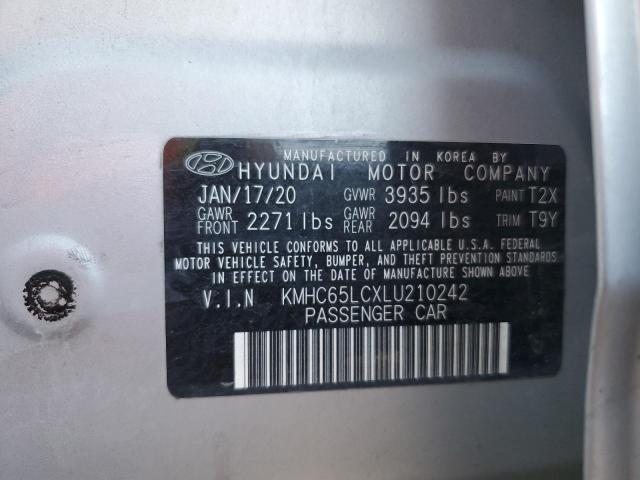 MANUFACTURED IN KOREA BY
HYUNDAI MOTOR COMPANY
JAN/17/20 GVWR 3935 lbs PAINT T2X
GAWR FRONT 2271 lbs GAWR REAR 2094 lbs TRIM T9Y
THIS VEHICLE CONFORMS TO ALL APPLICABLE U.S.A. FEDERAL
MOTOR VEHICLE SAFETY, BUMPER, AND THEFT PREVENTION STANDARDS
IN EFFECT ON THE DATE OF MANUFACTURE SHOWN ABOVE.
V.I.N KMHC65LCXLU210242
PASSENGER CAR